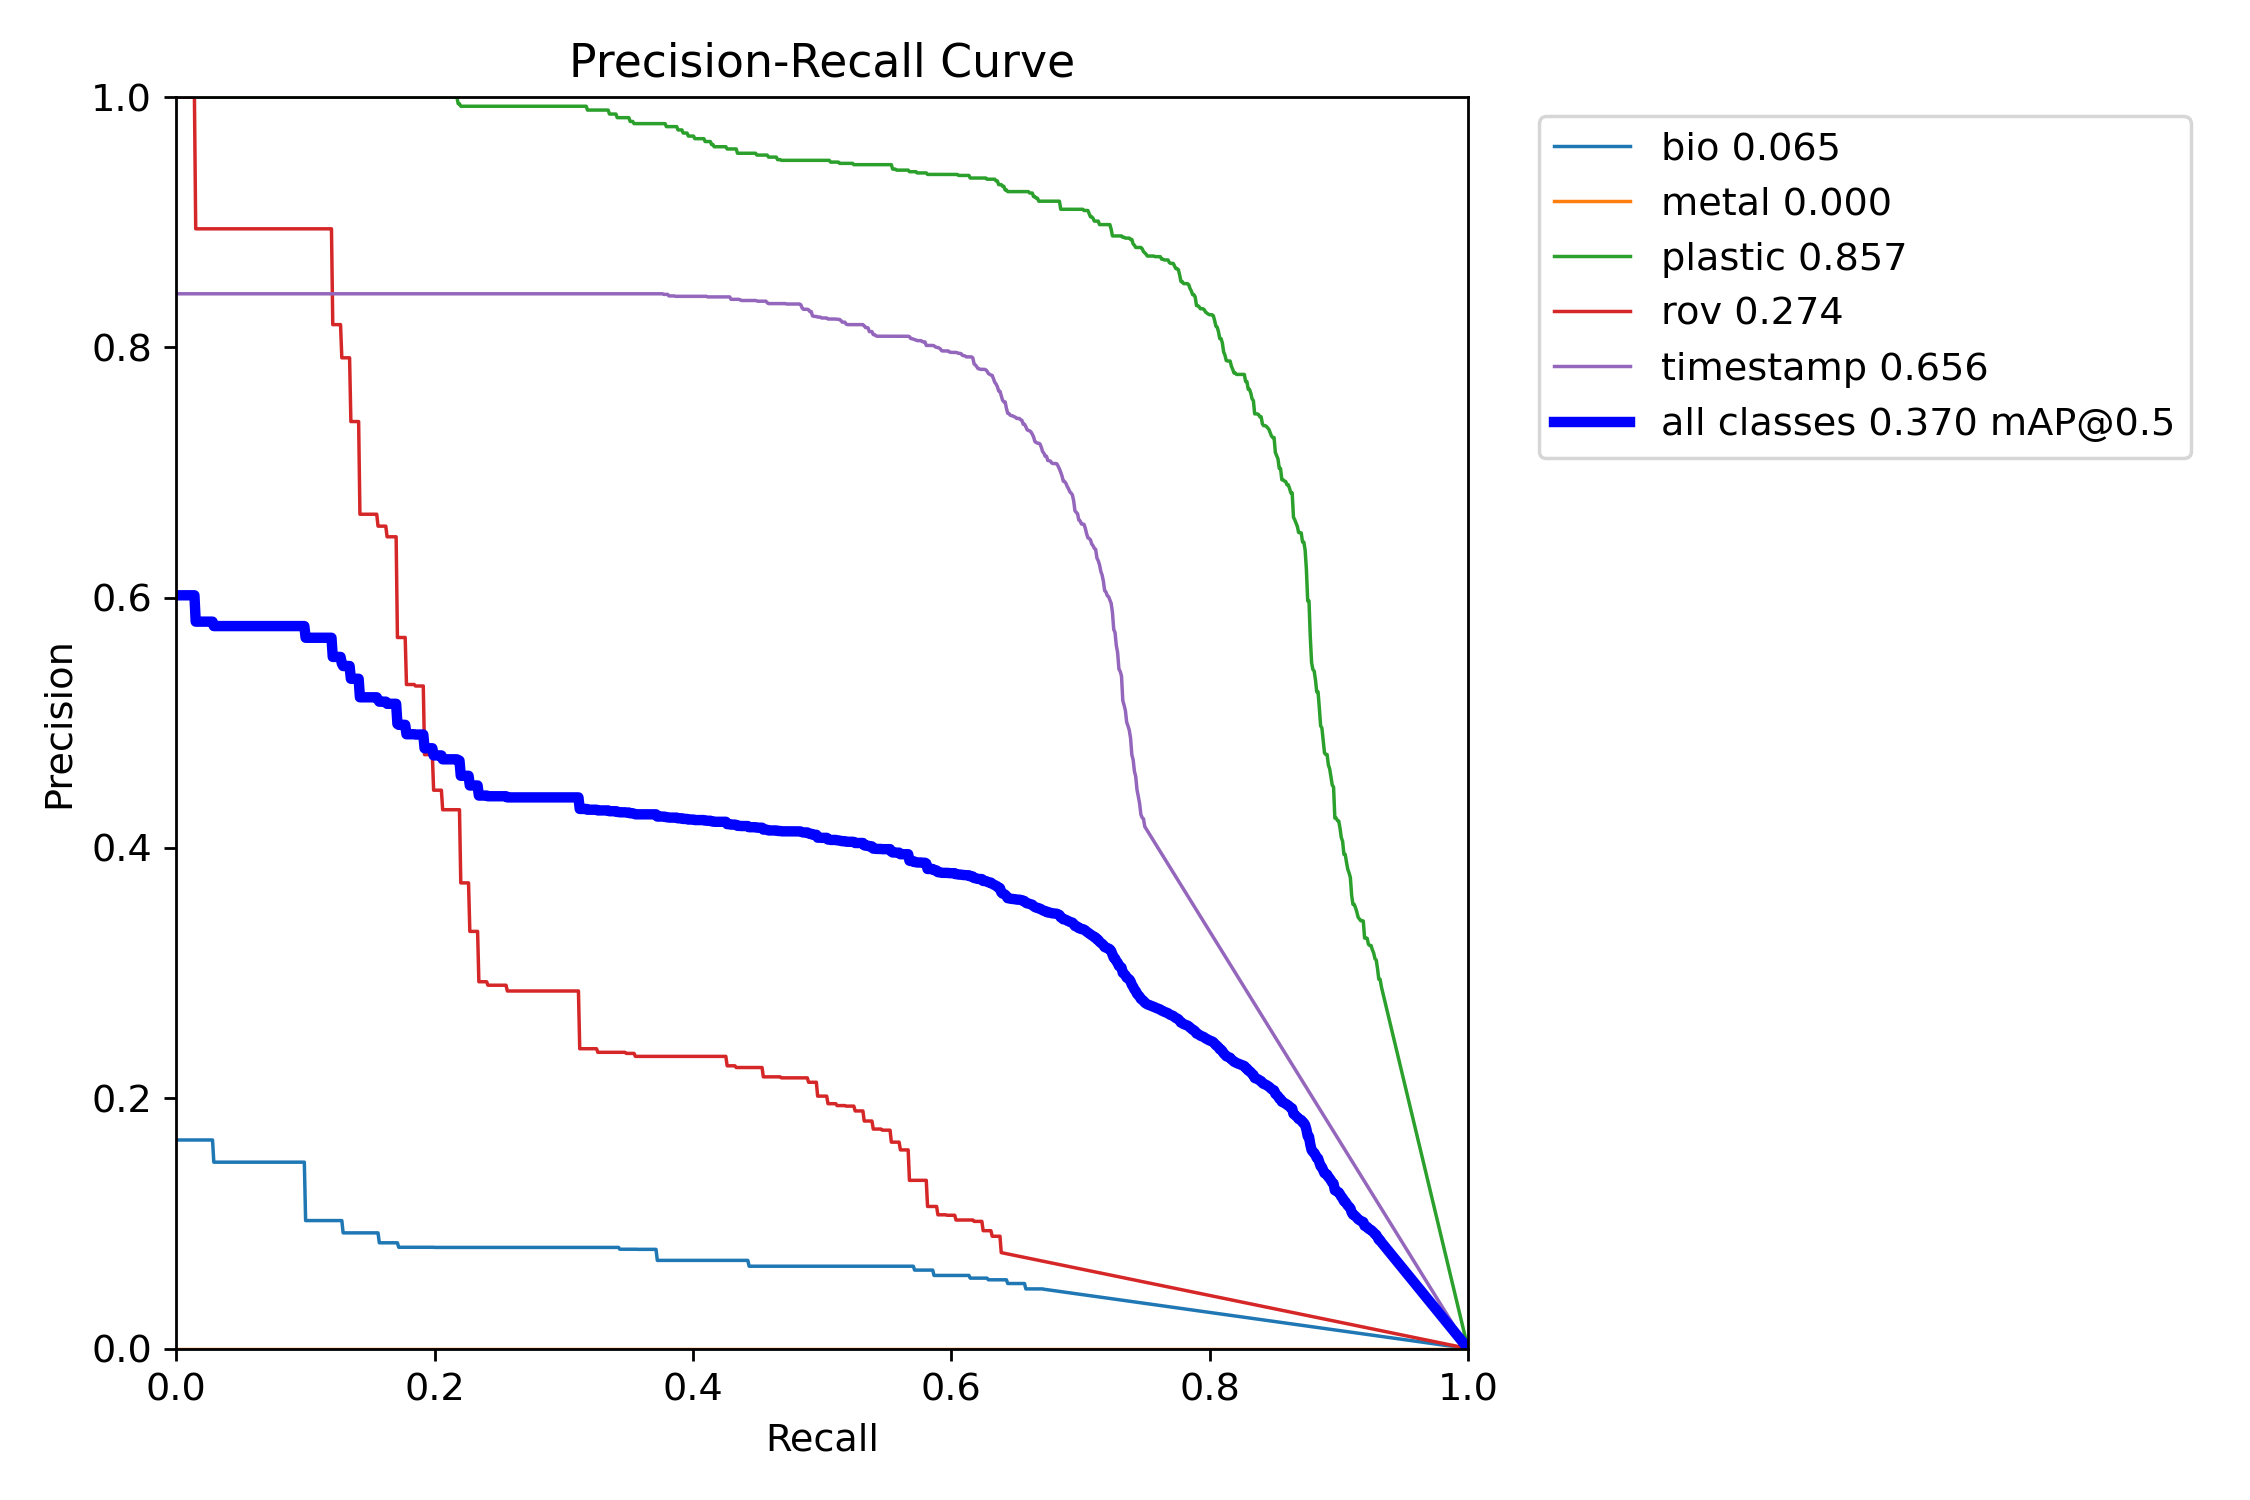 Precision-Recall Curve
1.0
0.8
0.6
0.4
0.2
0.0
Precision
0.0 0.2 0.4 0.6 0.8 1.0
Recall
bio 0.065
metal 0.000
plastic 0.857
rov 0.274
timestamp 0.656
all classes 0.370 mAP@0.5